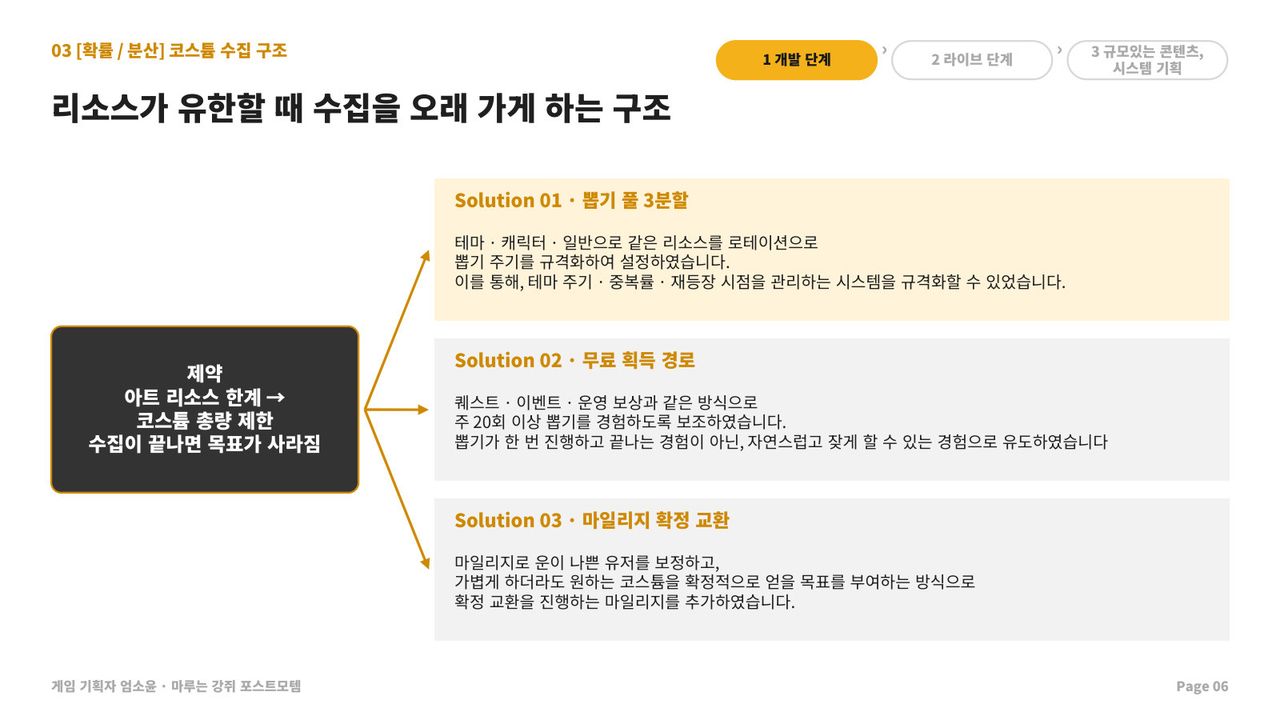 03 [확률 / 분산] 코스튬 수집 구조
1 개발 단계
›
2 라이브 단계
›
3 규모있는 콘텐츠,
시스템 기획
리소스가 유한할 때 수집을 오래 가게 하는 구조
제약
아트 리소스 한계 →
코스튬 총량 제한
수집이 끝나면 목표가 사라짐
Solution 01 · 뽑기 풀 3분할
테마 · 캐릭터 · 일반으로 같은 리소스를 로테이션으로
뽑기 주기를 규격화하여 설정하였습니다.
이를 통해, 테마 주기 · 중복률 · 재등장 시점을 관리하는 시스템을 규격화할 수 있었습니다.
Solution 02 · 무료 획득 경로
퀘스트 · 이벤트 · 운영 보상과 같은 방식으로
주 20회 이상 뽑기를 경험하도록 보조하였습니다.
뽑기가 한 번 진행하고 끝나는 경험이 아닌, 자연스럽고 잦게 할 수 있는 경험으로 유도하였습니다
Solution 03 · 마일리지 확정 교환
마일리지로 운이 나쁜 유저를 보정하고,
가볍게 하더라도 원하는 코스튬을 확정적으로 얻을 목표를 부여하는 방식으로
확정 교환을 진행하는 마일리지를 추가하였습니다.
게임 기획자 엄소윤 · 마루는 강쥐 포스트모템
Page 06